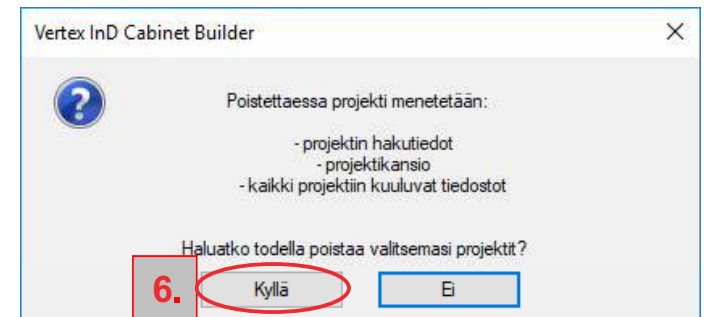 Vertex InD Cabinet Builder
Poistettaessa projekti menetetään:
- projektin hakutiedot
- projektikansio
- kaikki projektiin kuuluvat tiedostot
Haluatko todella poistaa valitsemasi projektit?
6. Kyllä Ei